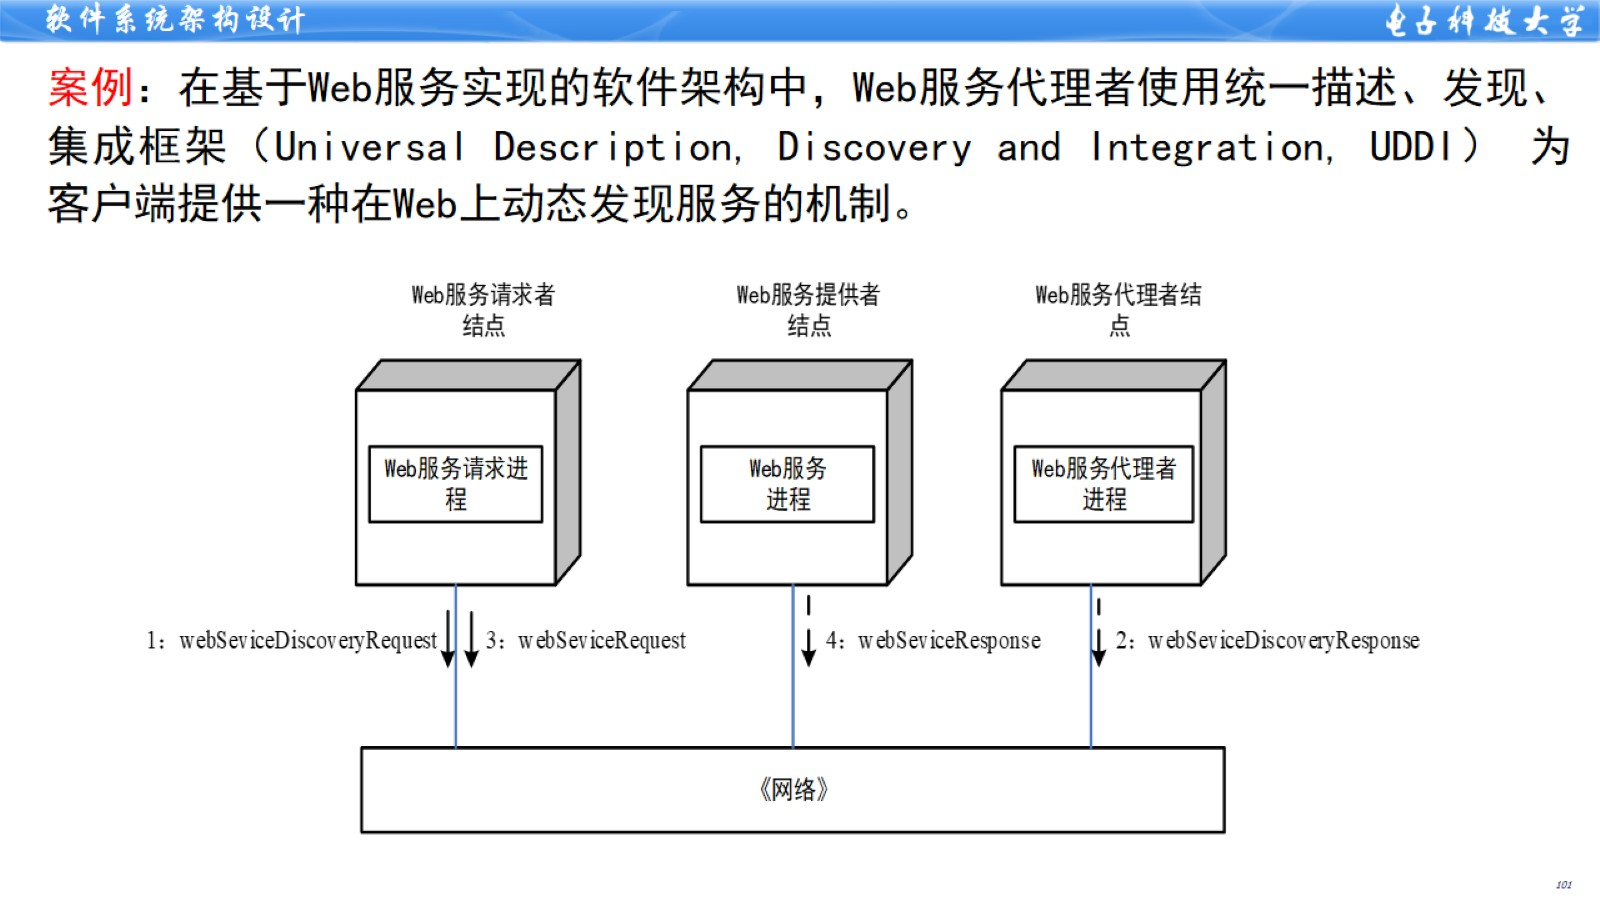 软件系统架构设计
电子科技大学
案例：在基于Web服务实现的软件架构中，Web服务代理者使用统一描述、发现、
集成框架（Universal Description, Discovery and Integration, UDDI） 为
客户端提供一种在Web上动态发现服务的机制。
Web服务请求者
结点
Web服务提供者
结点
Web服务代理者结
点
Web服务请求进
程
Web服务
进程
Web服务代理者
进程
1：webSeviceDiscoveryRequest
3：webSeviceRequest
4：webSeviceResponse
2：webSeviceDiscoveryResponse
《网络》
101